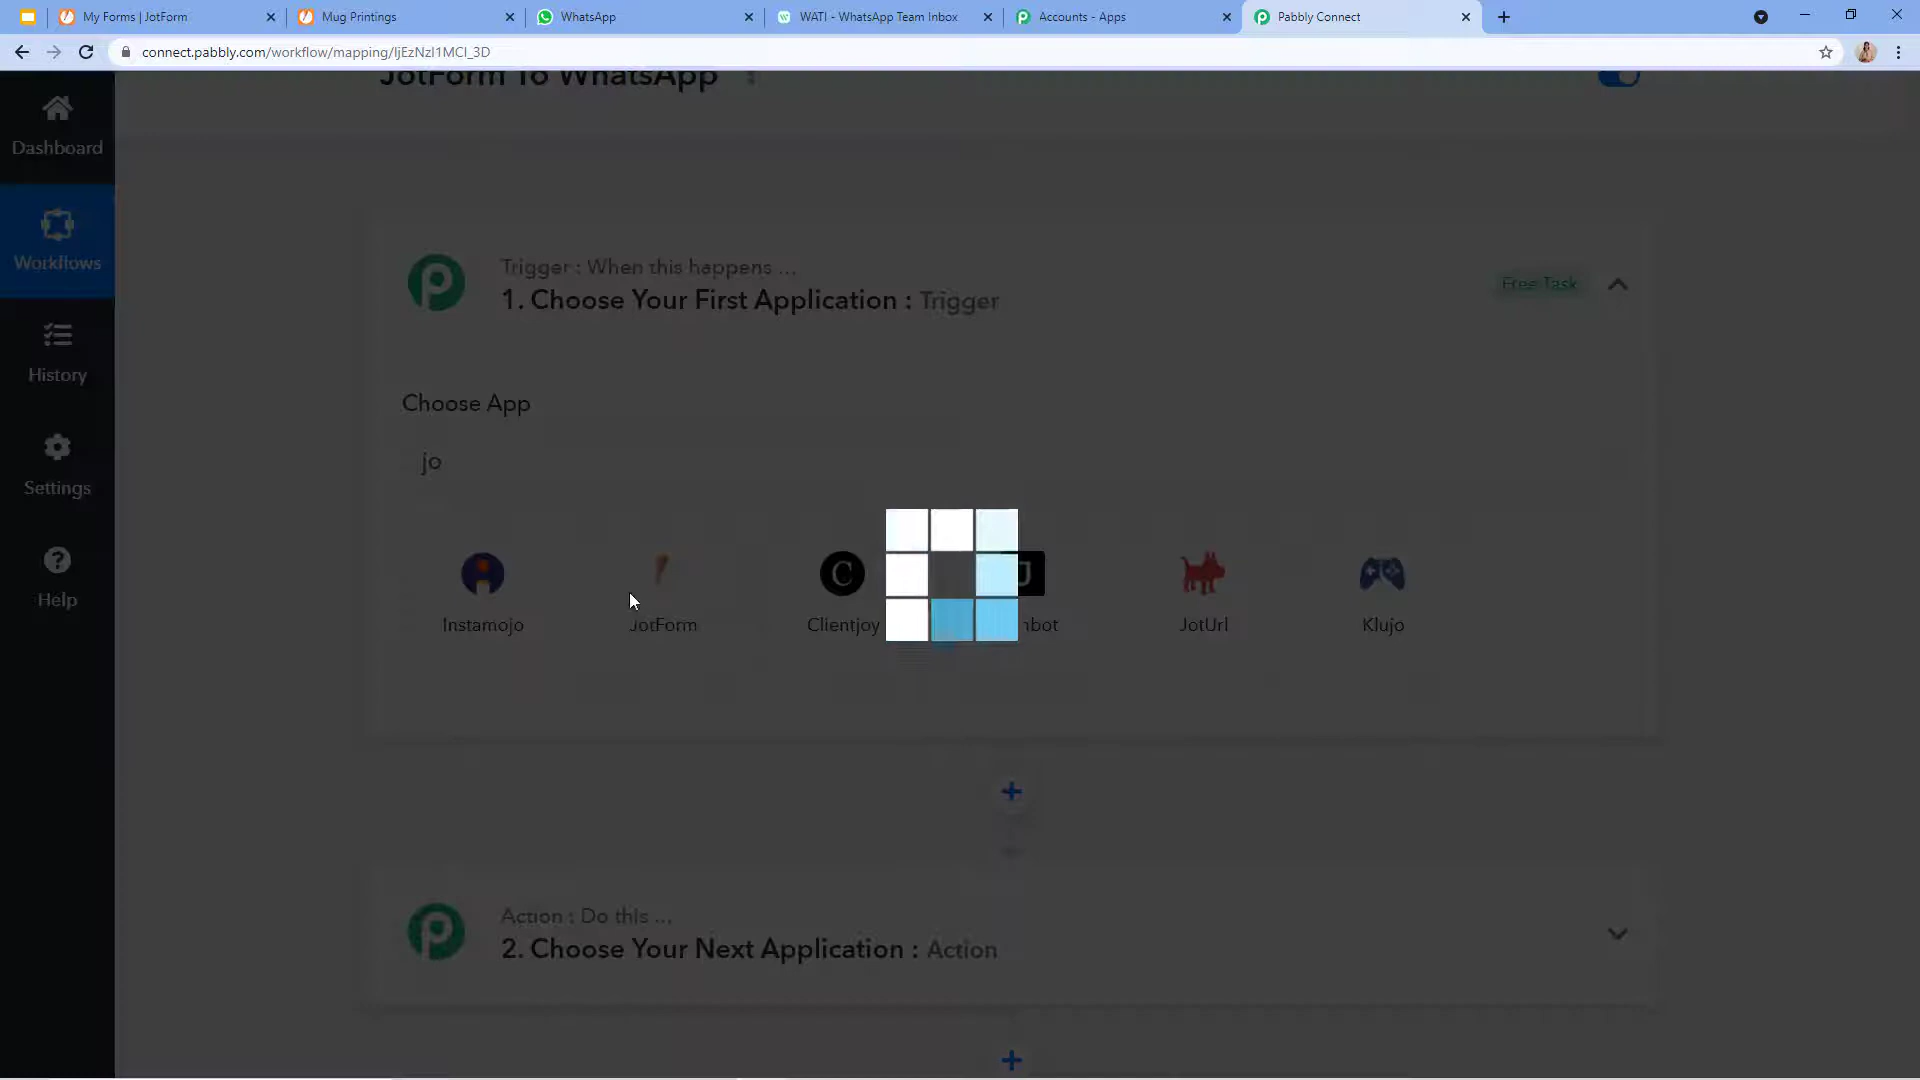 My Forms | JotForm
Mug Printings
WhatsApp
WATI - WhatsApp Team Inbox
Accounts - Apps
Pabbly Connect
connect.pabbly.com/workflow/mapping/IjEzNzI1MCI_3D
JotForm To WhatsApp
Dashboard
Workflows
History
Settings
Help
Trigger : When this happens ...
1. Choose Your First Application : Trigger
Free Task
Choose App
jo
Instamojo
JotForm
Clientjoy
nbot
JotUrl
Klujo
Action : Do this ...
2. Choose Your Next Application : Action